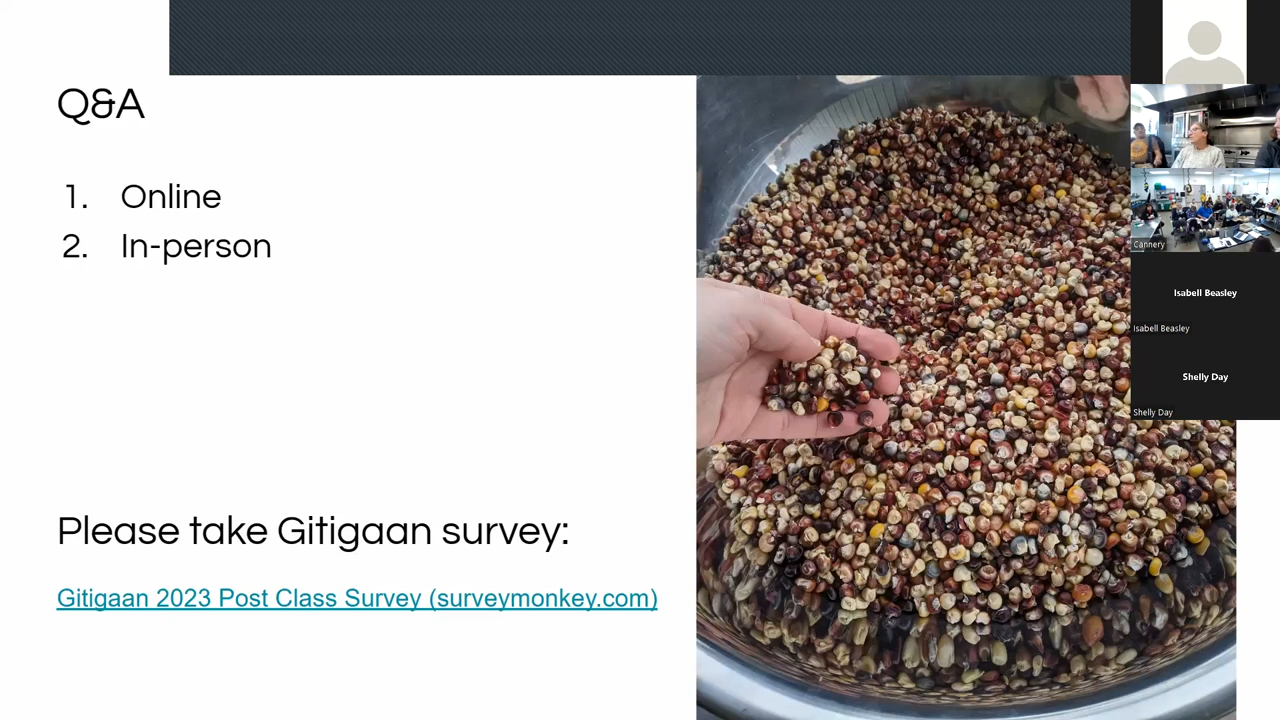 Q&A
1. Online
2. In-person
Please take Gitigaan survey:
Gitigaan 2023 Post Class Survey (surveymonkey.com)
Cannery
Isabell Beasley
Isabell Beasley
Shelly Day
Shelly Day